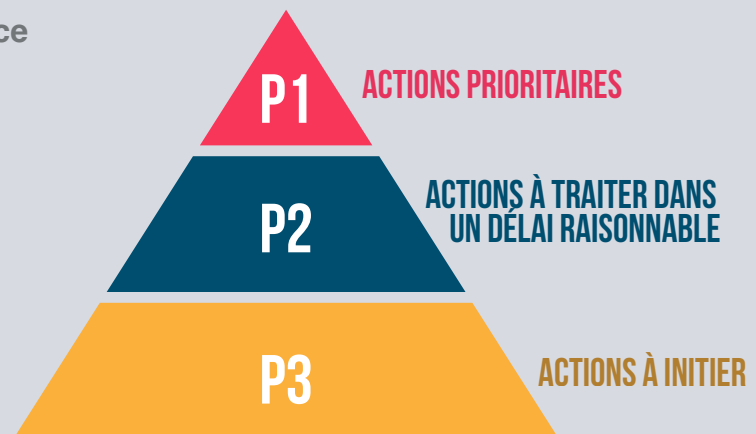 ce
P1
ACTIONS PRIORITAIRES
P2
ACTIONS À TRAITER DANS
UN DÉLAI RAISONNABLE
P3
ACTIONS À INITIER